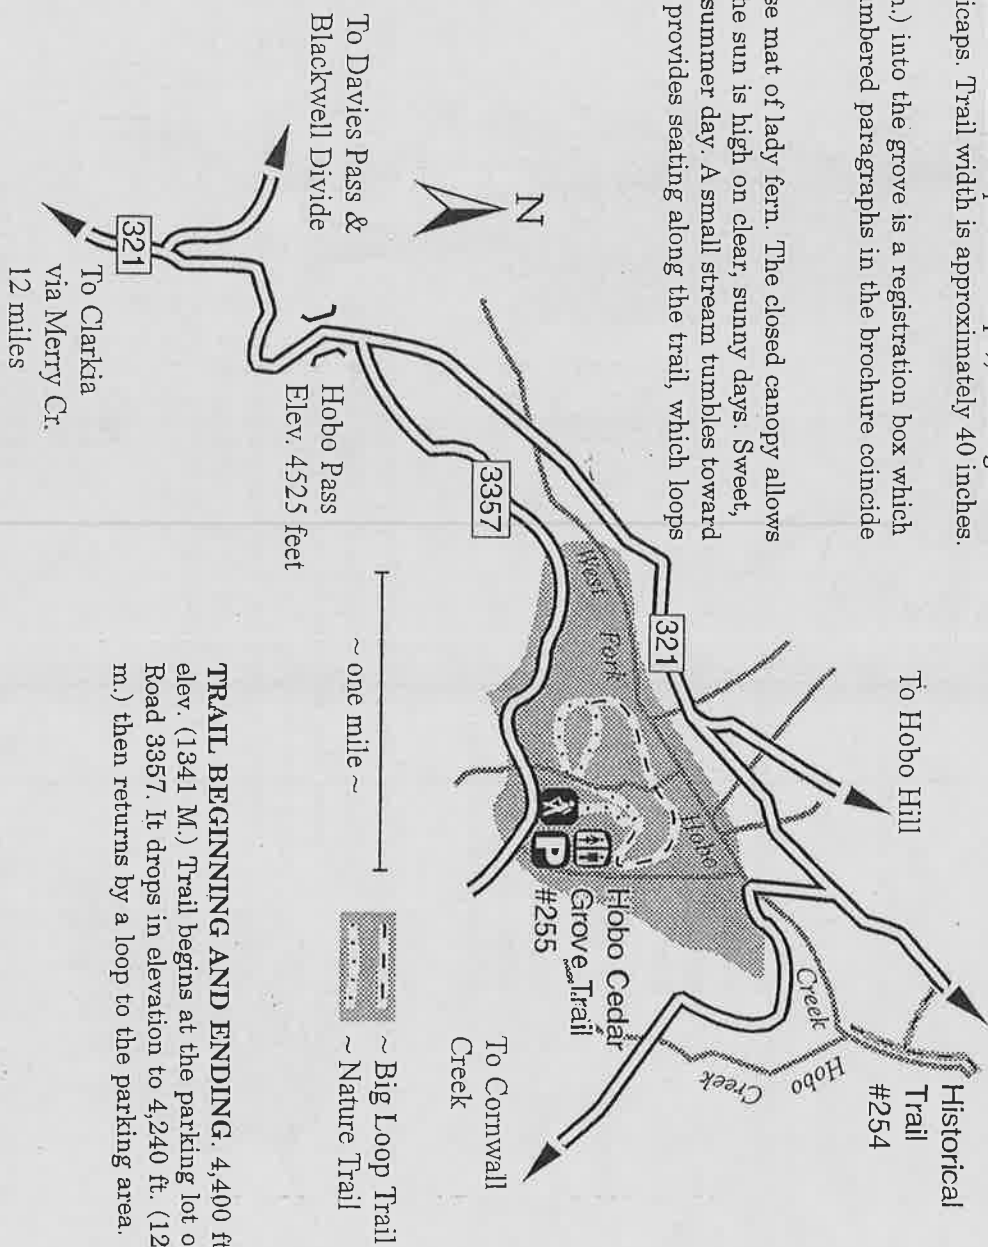 icaps. Trail width is approximately 40 inches.
into the grove is a registration box which
mbered paragraphs in the brochure coincide
se mat of lady fern. The closed canopy allows
he sun is high on clear, sunny days. Sweet,
summer day. A small stream tumbles toward
provides seating along the trail, which loops
N
To Davies Pass &
Blackwell Divide
321
To Clarkia
via Merry Cr.
12 miles
Hobo Pass
Elev. 4525 feet
3357
321
To Hobo Hill
West Fork Hobo Creek
P
Hobo Cedar
Grove Trail
#255
Hobo Creek
Historical
Trail
#254
To Cornwall
Creek
~ one mile ~
~ Big Loop Trail
~ Nature Trail
TRAIL BEGINNING AND ENDING. 4,400 ft
elev. (1341 M.) Trail begins at the parking lot o
Road 3357. It drops in elevation to 4,240 ft. (12
m.) then returns by a loop to the parking area.